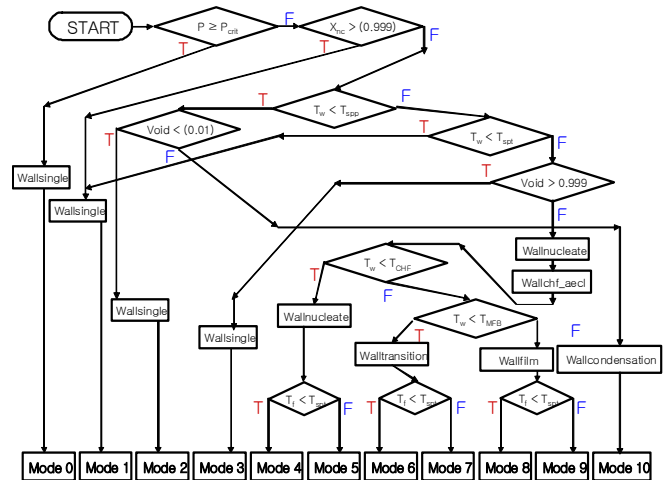 START
P ≥ Pcrit
F
Xnc > (0.999)
T
T
F
Tw < Tspp
T
F
Void < (0.01)
T
Tw < Tspt
T
F
F
Wallsingle
T
Void > 0.999
Wallsingle
F
Wallnucleate
Tw < TCHF
T
Wallchf_aecl
F
Wallsingle
Wallnucleate
Tw < TMFB
Wallsingle
T
F
Walltransition
Wallfilm
Wallcondensation
Tf < Tspt
Tf < Tspt
Tf < Tspt
T
F
T
F
T
F
Mode 0
Mode 1
Mode 2
Mode 3
Mode 4
Mode 5
Mode 6
Mode 7
Mode 8
Mode 9
Mode 10